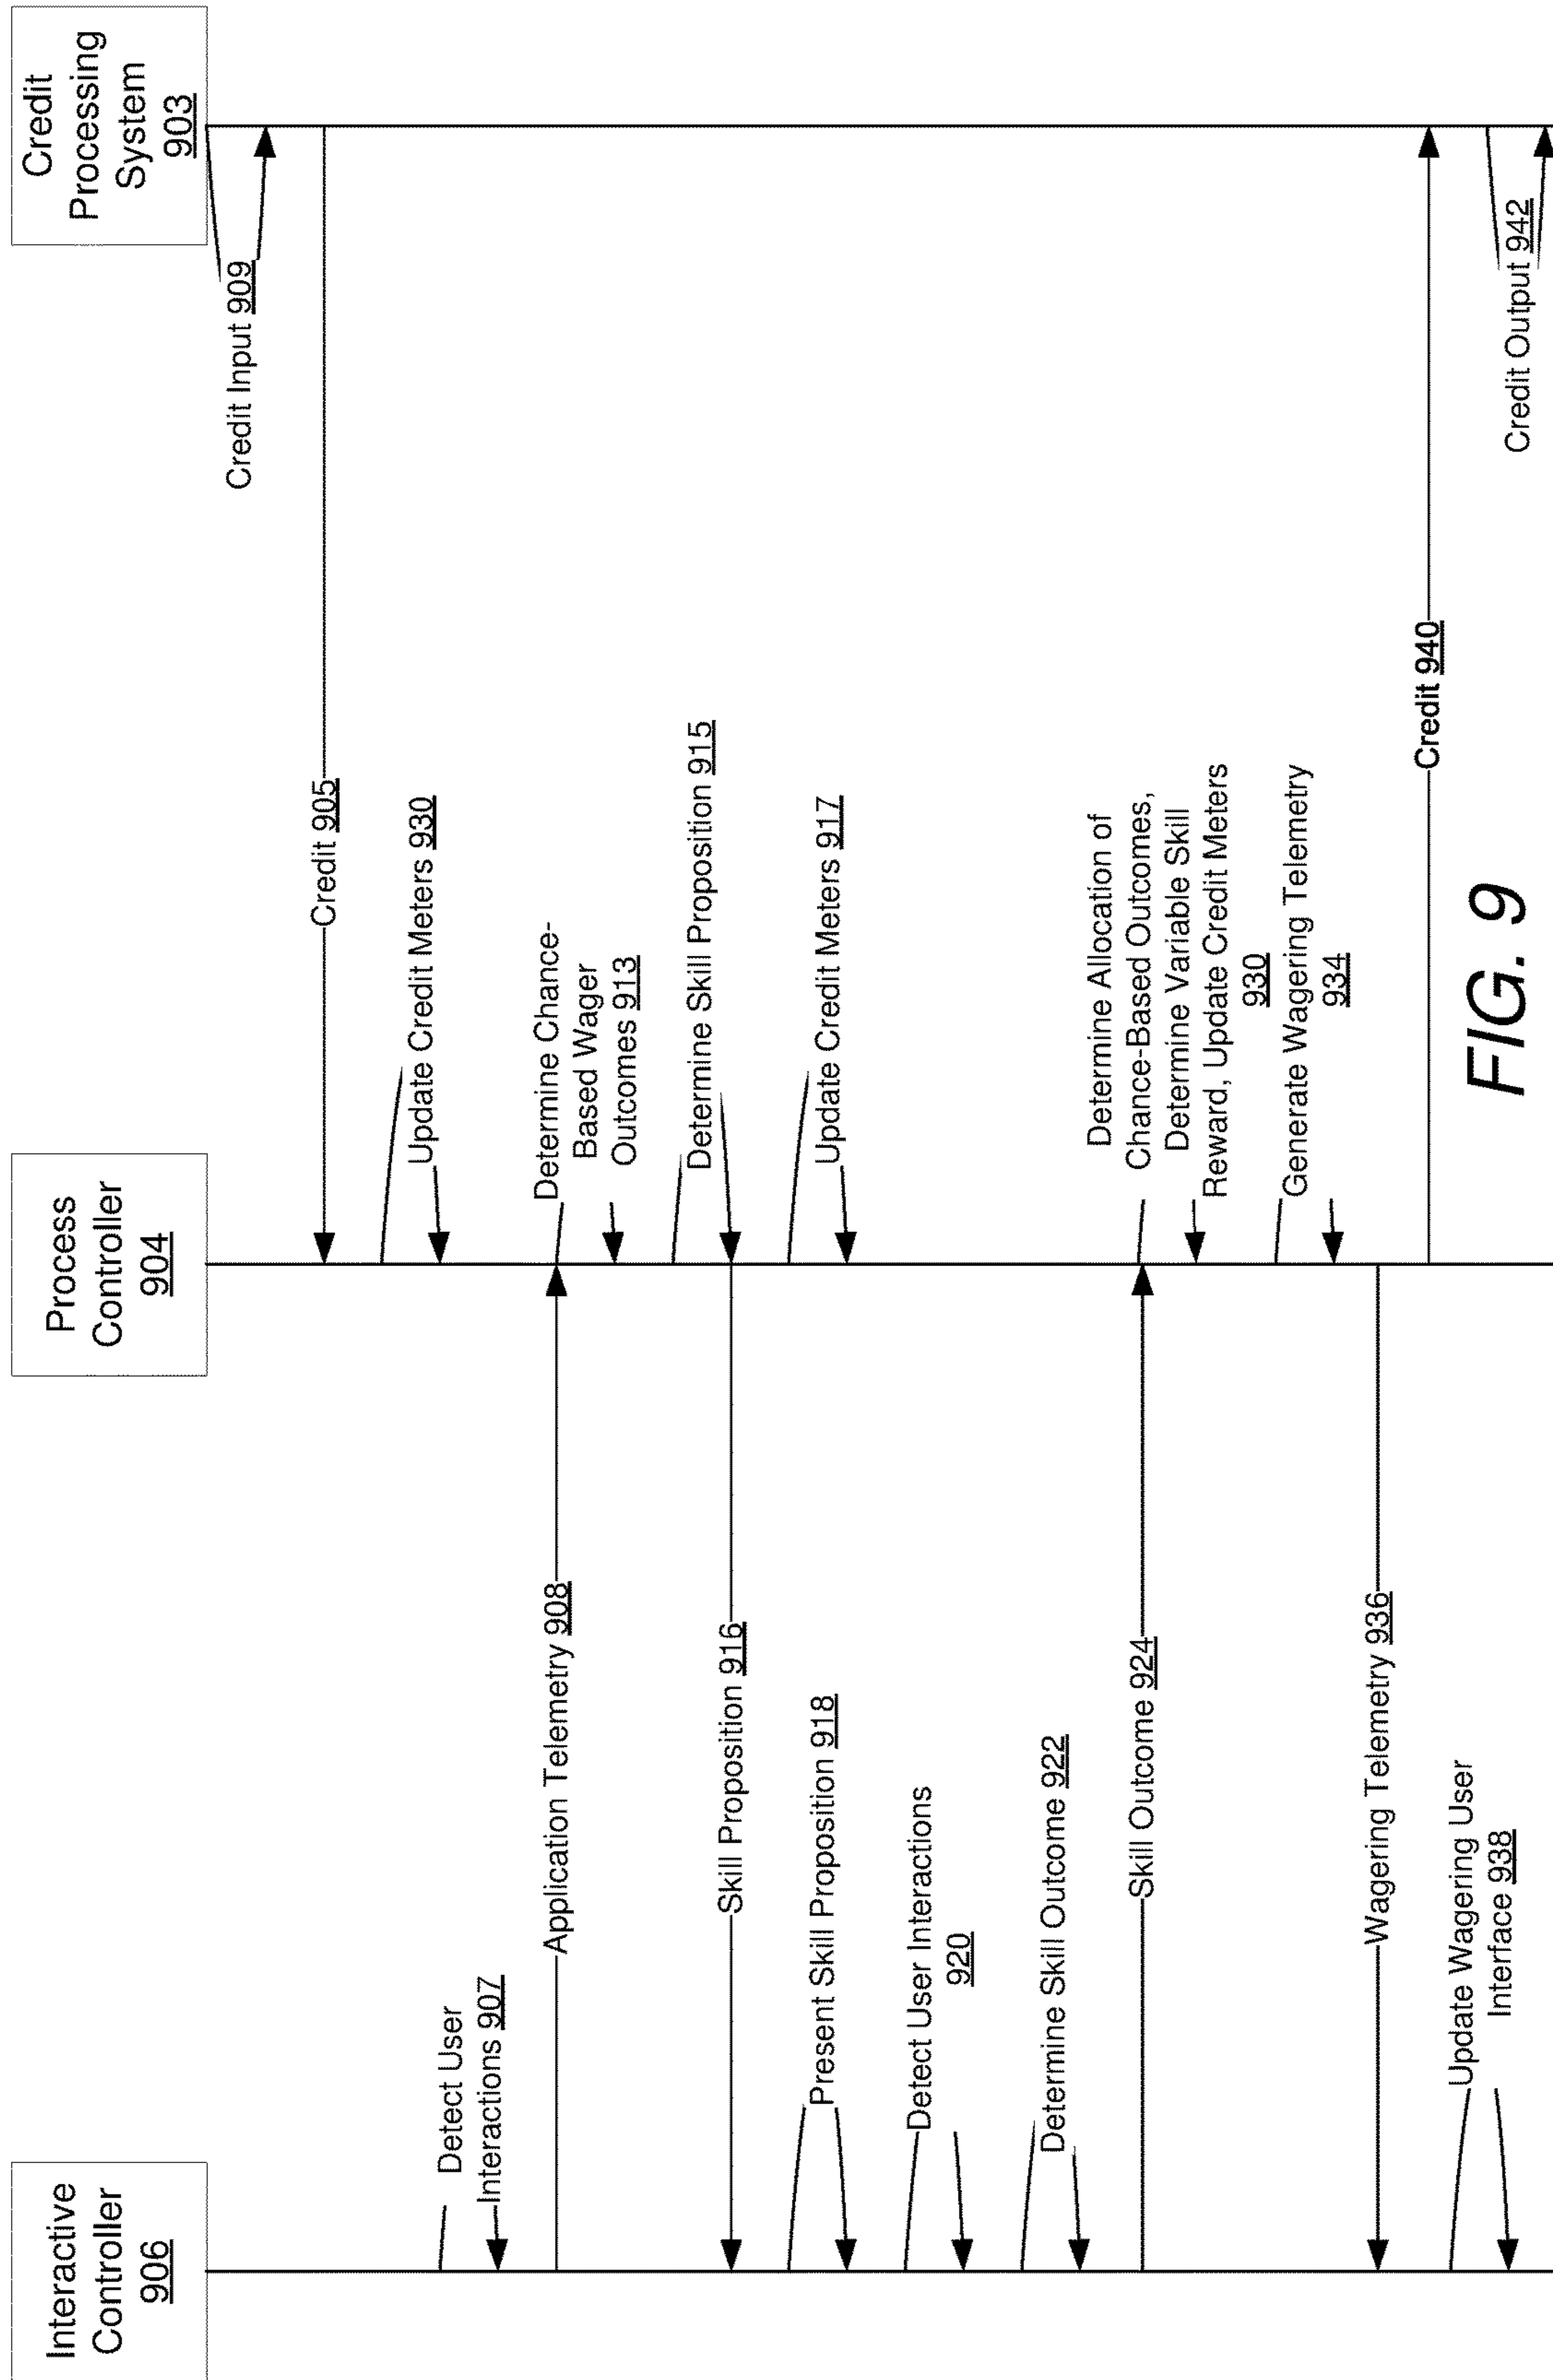 Interactive
Controller
906
Process
Controller
904
Credit
Processing
System
903
Credit Input 909
Credit 905
Update Credit Meters 930
Detect User
Interactions 907
Application Telemetry 908
Determine Chance-
Based Wager
Outcomes 913
Determine Skill Proposition 915
Skill Proposition 916
Update Credit Meters 917
Present Skill Proposition 918
Detect User Interactions
920
Determine Skill Outcome 922
Skill Outcome 924
Determine Allocation of
Chance-Based Outcomes,
Determine Variable Skill
Reward, Update Credit Meters
930
Generate Wagering Telemetry
934
Wagering Telemetry 936
Credit 940
Update Wagering User
Interface 938
Credit Output 942
FIG. 9